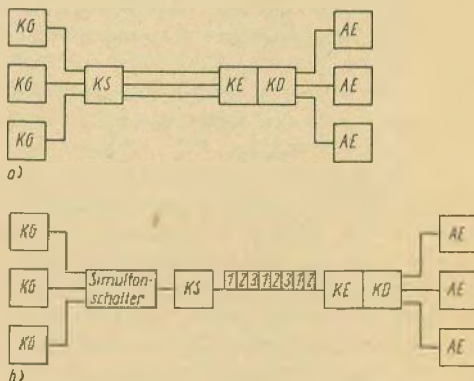 KG
AE
KG
KS
KE
KD
AE
KG
AE
a)
KG
AE
KG
Simultan-
schalter
KS
1 2 3 1 2 3 1 2
KE
KD
AE
KG
AE
b)